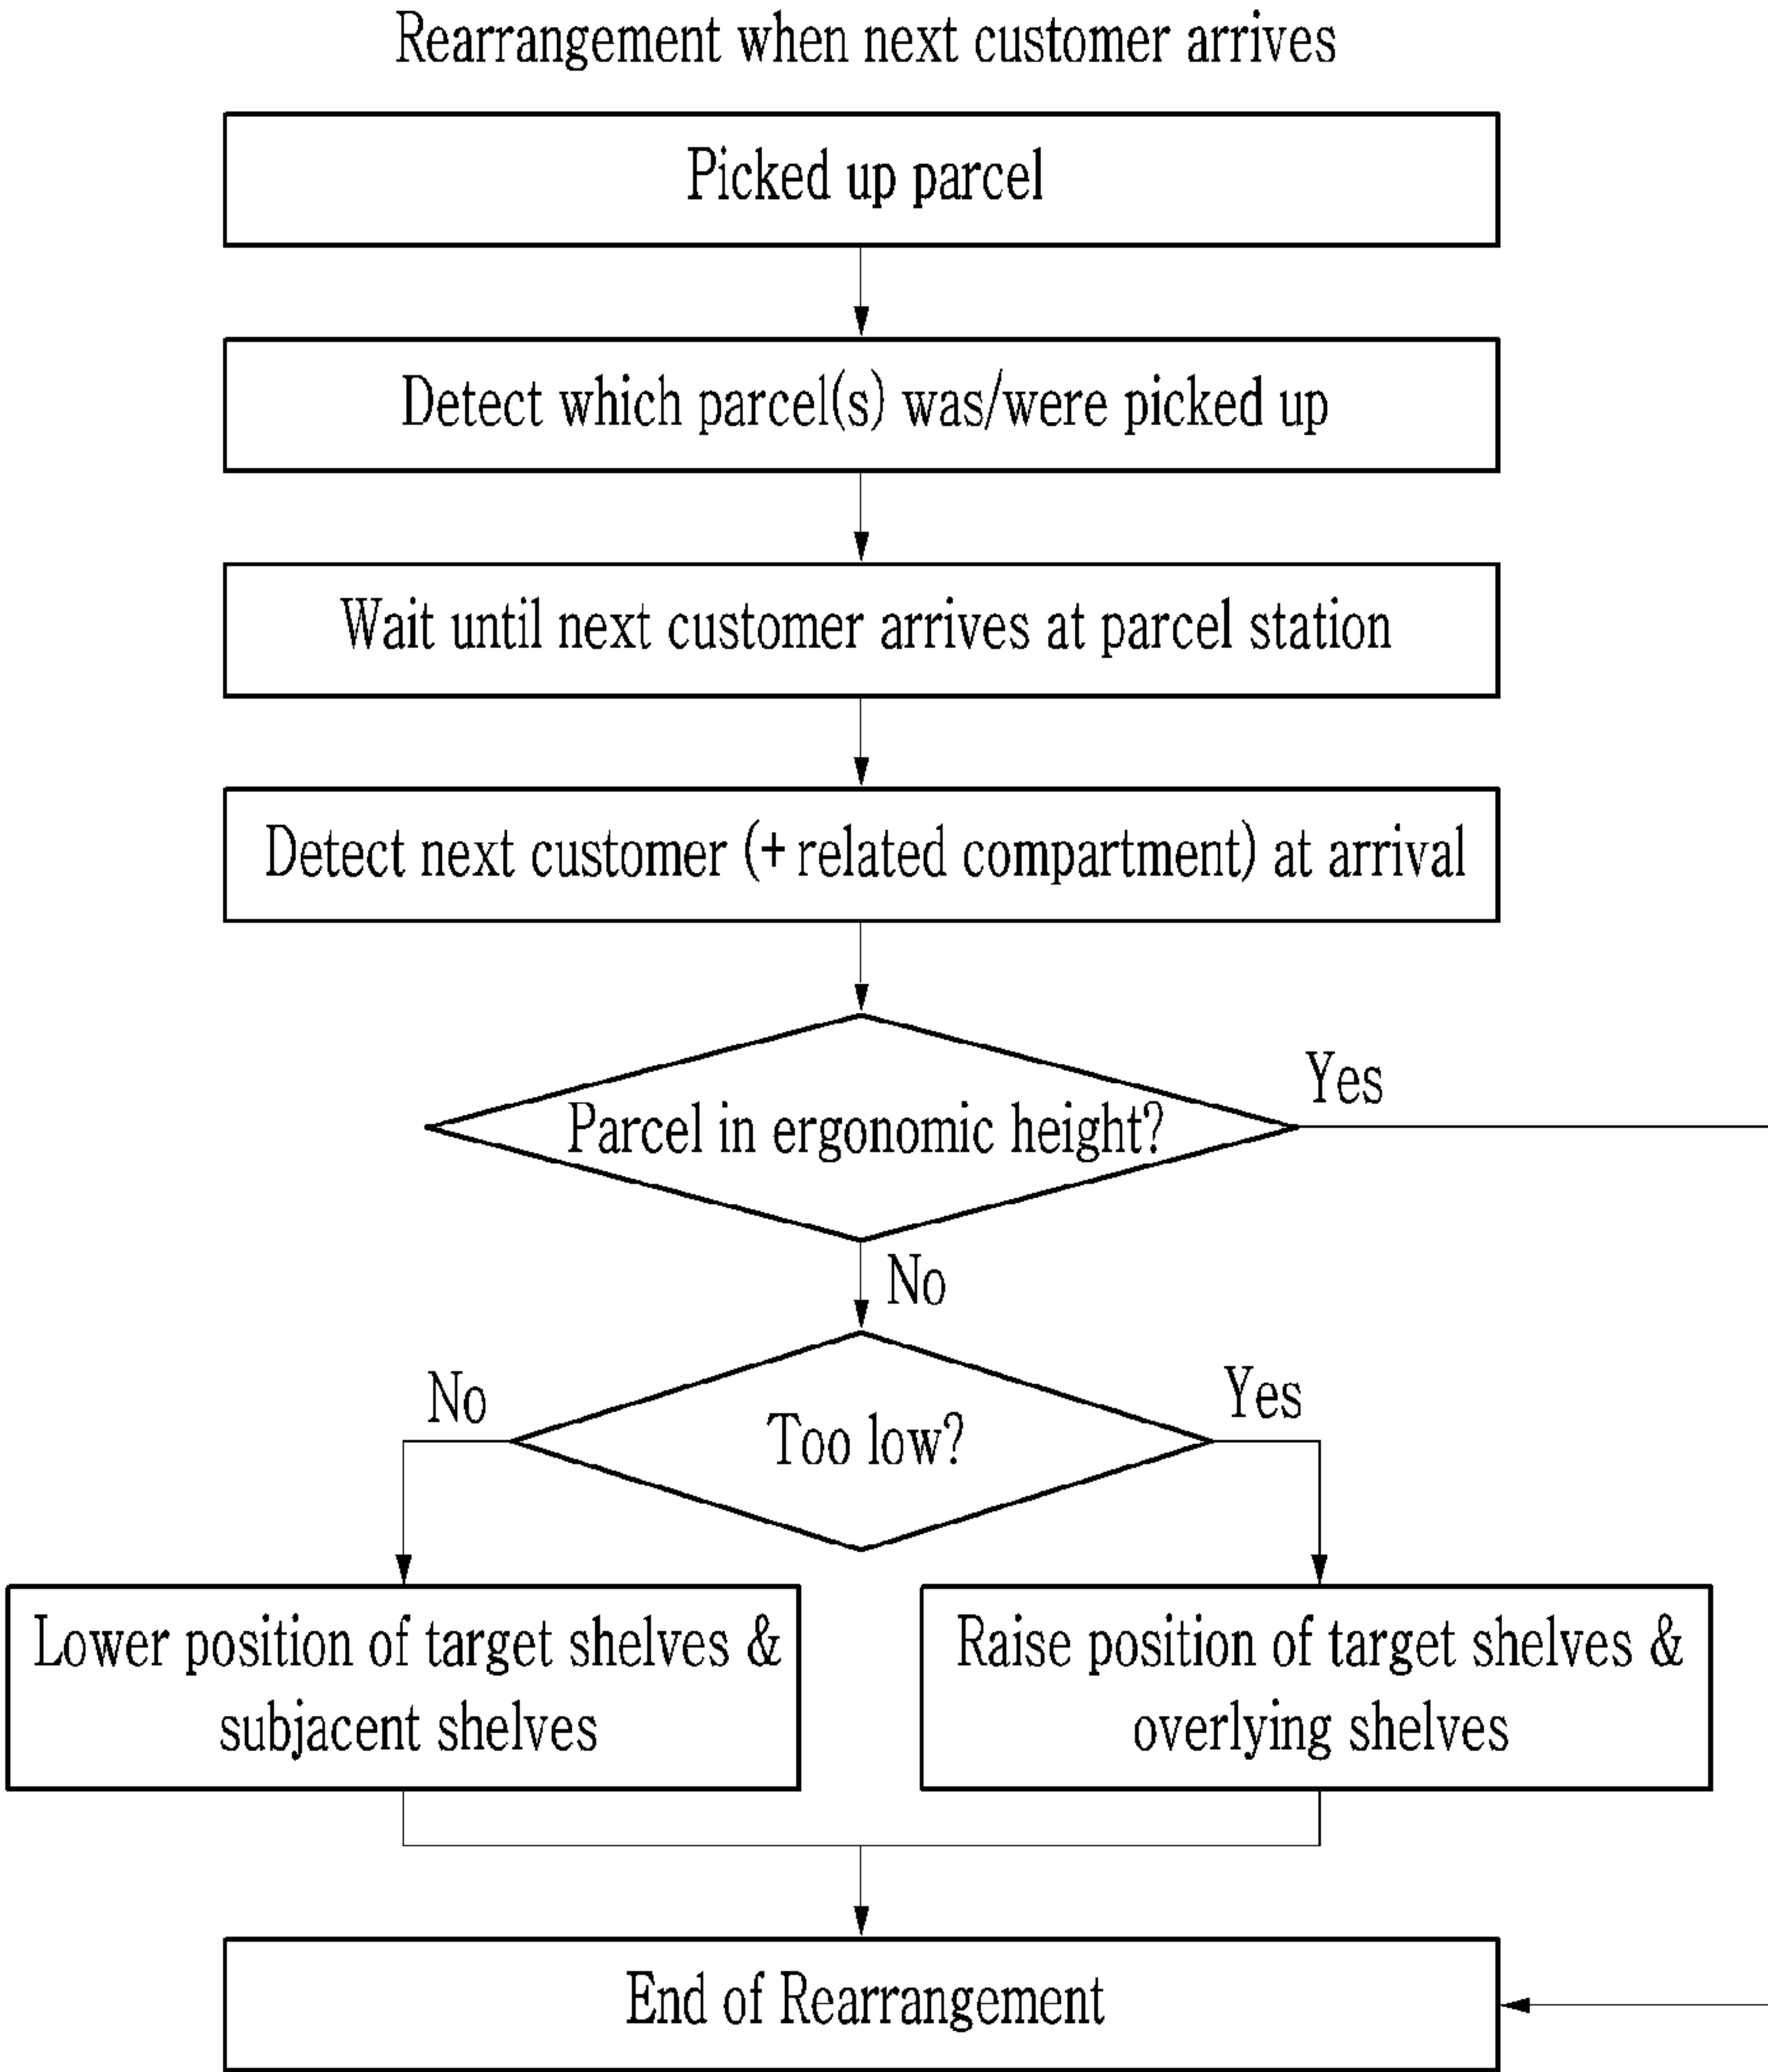 Rearrangement when next customer arrives
Picked up parcel
Detect which parcel(s) was/were picked up
Wait until next customer arrives at parcel station
Detect next customer (+ related compartment) at arrival
Parcel in ergonomic height?
Yes
No
Too low?
No
Yes
Lower position of target shelves &
subjacent shelves
Raise position of target shelves &
overlying shelves
End of Rearrangement